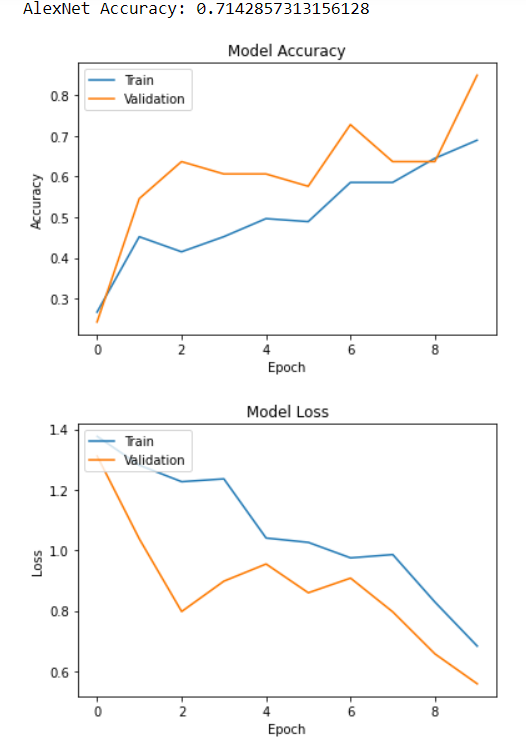 AlexNet Accuracy: 0.7142857313156128
Model Accuracy
Train
Validation
0.8
0.7
0.6
0.5
0.4
0.3
Accuracy
0 2 4 6 8
Epoch
Model Loss
Train
Validation
1.4
1.2
1.0
0.8
0.6
Loss
0 2 4 6 8
Epoch